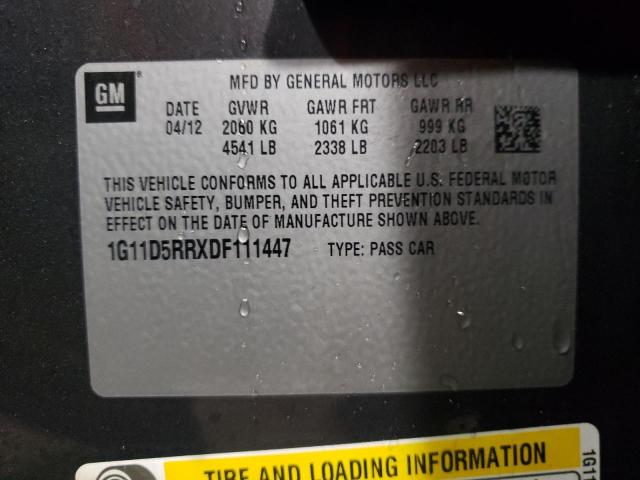 GM
MFD BY GENERAL MOTORS LLC
DATE GVWR GAWR FRT GAWR RR
04/12 2060 KG 1061 KG 999 KG
4541 LB 2338 LB 2203 LB
THIS VEHICLE CONFORMS TO ALL APPLICABLE U.S. FEDERAL MOTOR
VEHICLE SAFETY, BUMPER, AND THEFT PREVENTION STANDARDS IN
EFFECT ON THE DATE OF MANUFACTURE SHOWN ABOVE.
1G11D5RRXDF111447 TYPE: PASS CAR
TIRE AND LOADING INFORMATION
1G11